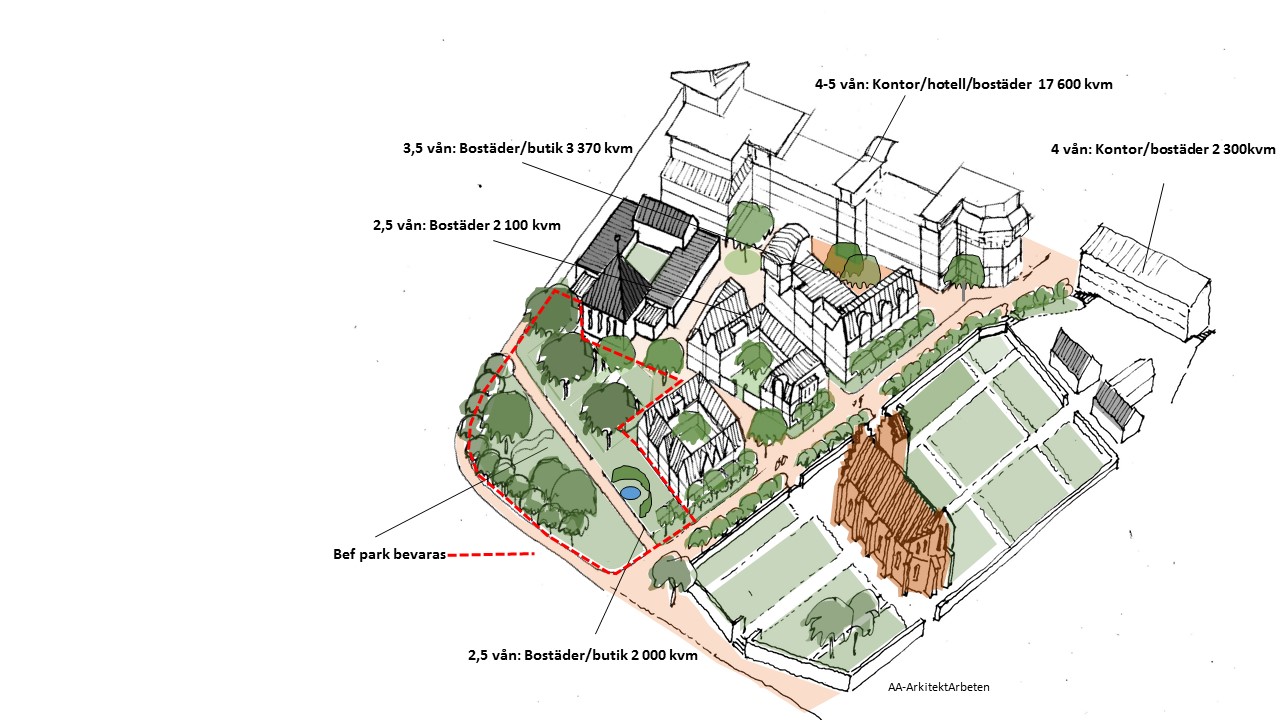 4-5 vån: Kontor/hotell/bostäder 17 600 kvm
3,5 vån: Bostäder/butik 3 370 kvm
4 vån: Kontor/bostäder 2 300kvm
2,5 vån: Bostäder 2 100 kvm
Bef park bevaras
2,5 vån: Bostäder/butik 2 000 kvm
AA-ArkitektArbeten